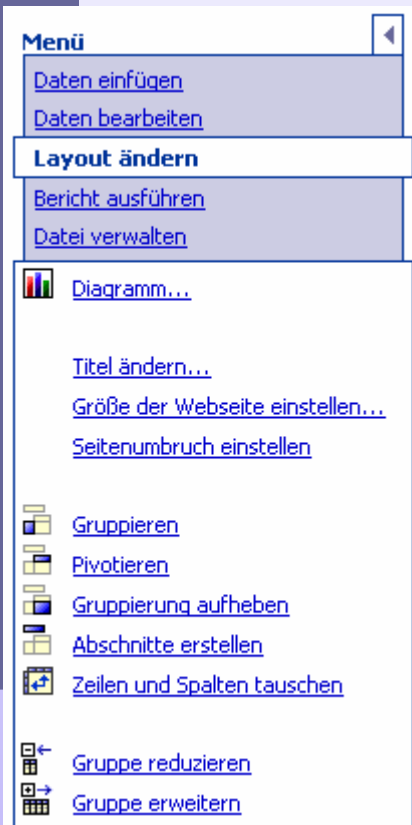 Menü
Daten einfügen
Daten bearbeiten
Layout ändern
Bericht ausführen
Datei verwalten
Diagramm...
Titel ändern...
Größe der Webseite einstellen...
Seitenumbruch einstellen
Gruppieren
Pivotieren
Gruppierung aufheben
Abschnitte erstellen
Zeilen und Spalten tauschen
Gruppe reduzieren
Gruppe erweitern